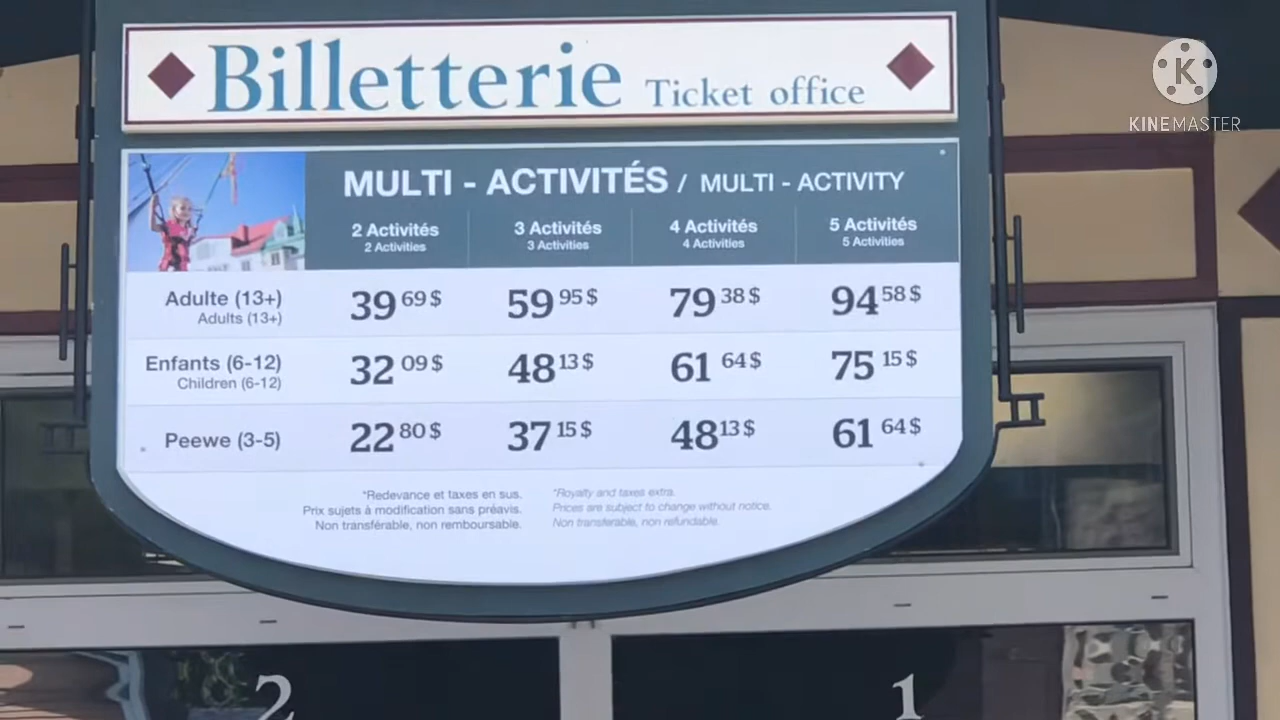 Billetterie Ticket office
KINEMASTER
MULTI - ACTIVITÉS / MULTI - ACTIVITY
2 Activités 3 Activités 4 Activités 5 Activités
2 Activities 3 Activities 4 Activities 5 Activities
Adulte (13+) 39 69 $ 59 95 $ 79 38 $ 94 58 $
Adults (13+)
Enfants (6-12) 32 09 $ 48 13 $ 61 64 $ 75 15 $
Children (6-12)
Peewe (3-5) 22 80 $ 37 15 $ 48 13 $ 61 64 $
*Redevance et taxes en sus.
Prix sujets à modification sans préavis.
Non transférable, non remboursable.
*Royalty and taxes extra.
Prices are subject to change without notice.
Non transferable, non refundable.
2 1